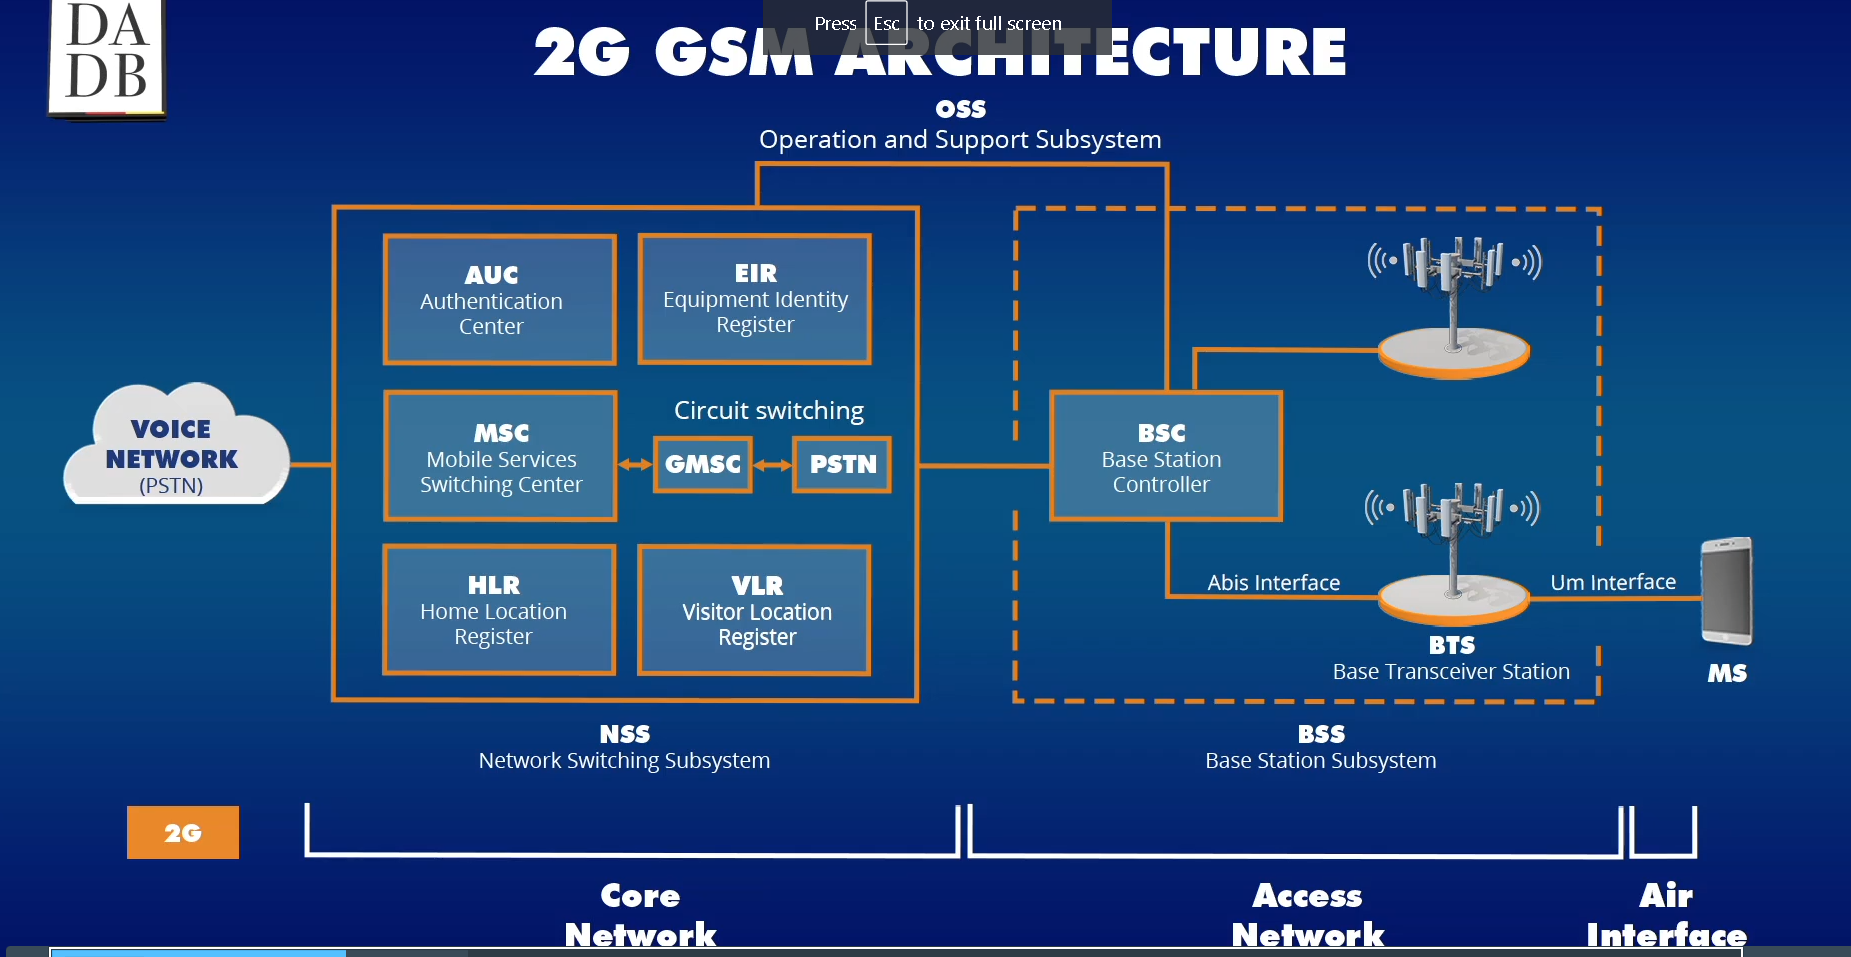 DA
DB
Press Esc to exit full screen
2G GSM ARCHITECTURE
OSS
Operation and Support Subsystem
AUC
Authentication
Center
EIR
Equipment Identity
Register
VOICE
NETWORK
(PSTN)
MSC
Mobile Services
Switching Center
Circuit switching
GMSC
PSTN
BSC
Base Station
Controller
HLR
Home Location
Register
VLR
Visitor Location
Register
Abis Interface
Um Interface
BTS
Base Transceiver Station
MS
NSS
Network Switching Subsystem
BSS
Base Station Subsystem
2G
Core
Network
Access
Network
Air
Interface